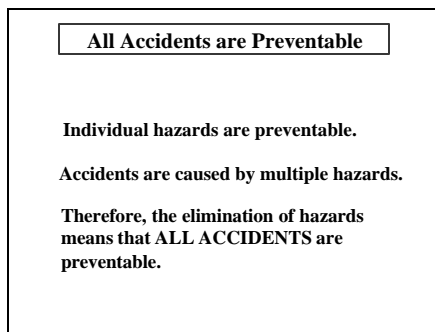 All Accidents are Preventable
Individual hazards are preventable.
Accidents are caused by multiple hazards.
Therefore, the elimination of hazards
means that ALL ACCIDENTS are
preventable.